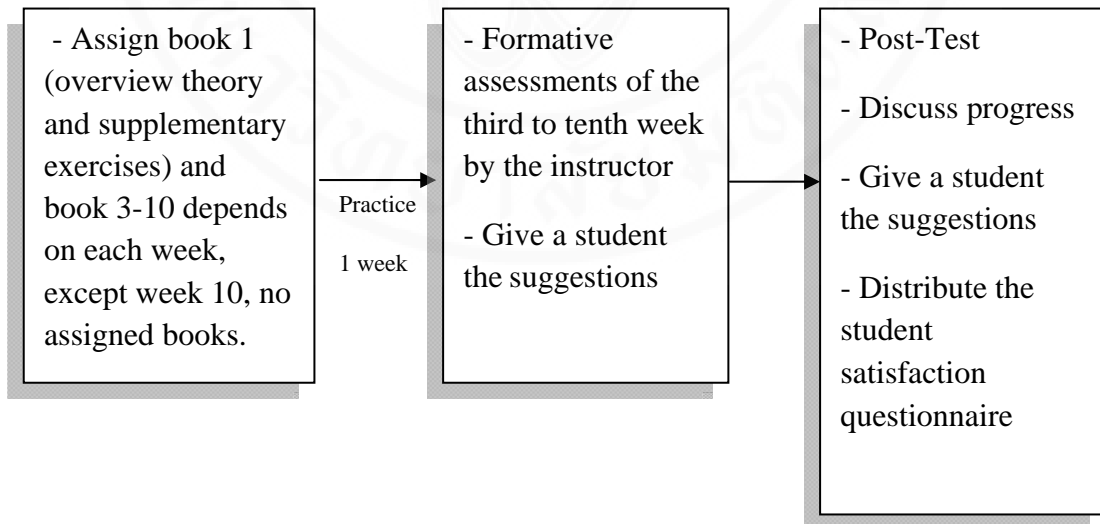 - Assign book 1
(overview theory
and supplementary
exercises) and
book 3-10 depends
on each week,
except week 10, no
assigned books.
Practice
1 week
- Formative
assessments of the
third to tenth week
by the instructor
- Give a student
the suggestions
- Post-Test
- Discuss progress
- Give a student
the suggestions
- Distribute the
student
satisfaction
questionnaire